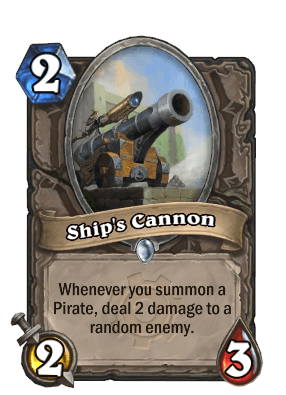 2
Ship's Cannon
Whenever you summon a
Pirate, deal 2 damage to a
random enemy.
2
3